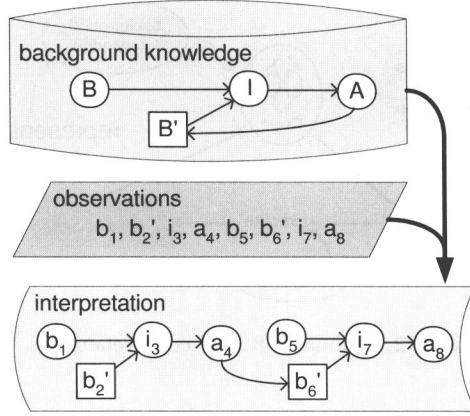 background knowledge
B I A
B'
observations
b₁, b₂', i₃, a₄, b₅, b₆', i₇, a₈
interpretation
b₁ i₃ a₄ b₅ i₇ a₈
b₂' b₆'